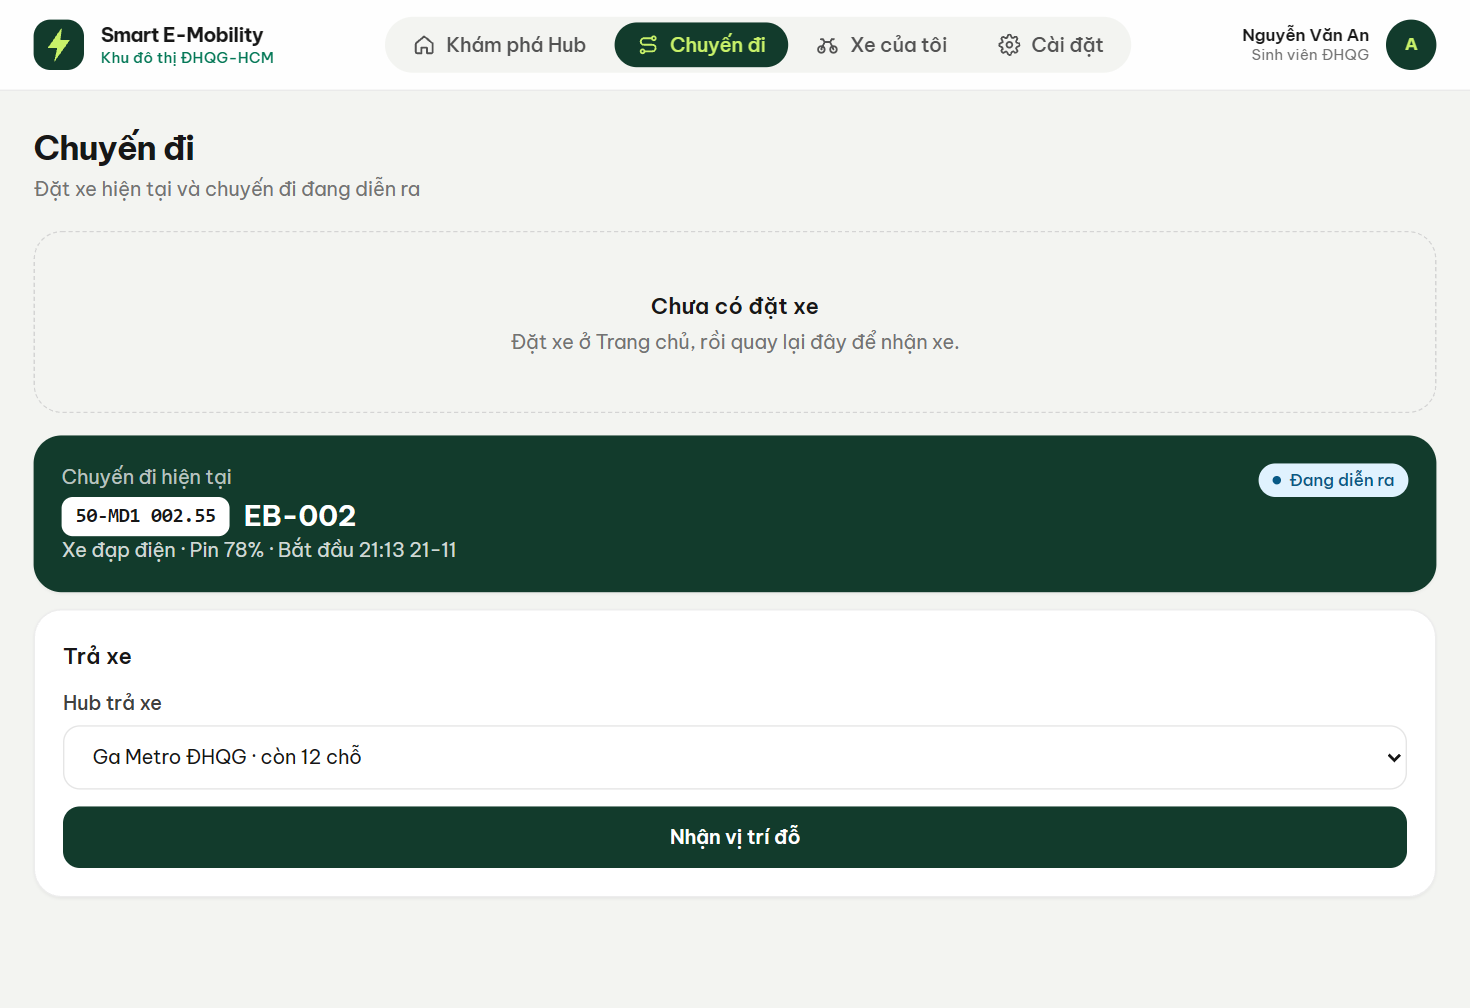 Smart E-Mobility
Khu đô thị ĐHQG-HCM
Khám phá Hub
Chuyến đi
Xe của tôi
Cài đặt
Nguyễn Văn An
Sinh viên ĐHQG
A
Chuyến đi
Đặt xe hiện tại và chuyến đi đang diễn ra
Chưa có đặt xe
Đặt xe ở Trang chủ, rồi quay lại đây để nhận xe.
Chuyến đi hiện tại
Đang diễn ra
50-MD1 002.55 EB-002
Xe đạp điện · Pin 78% · Bắt đầu 21:13 21-11
Trả xe
Hub trả xe
Ga Metro ĐHQG · còn 12 chỗ
Nhận vị trí đỗ